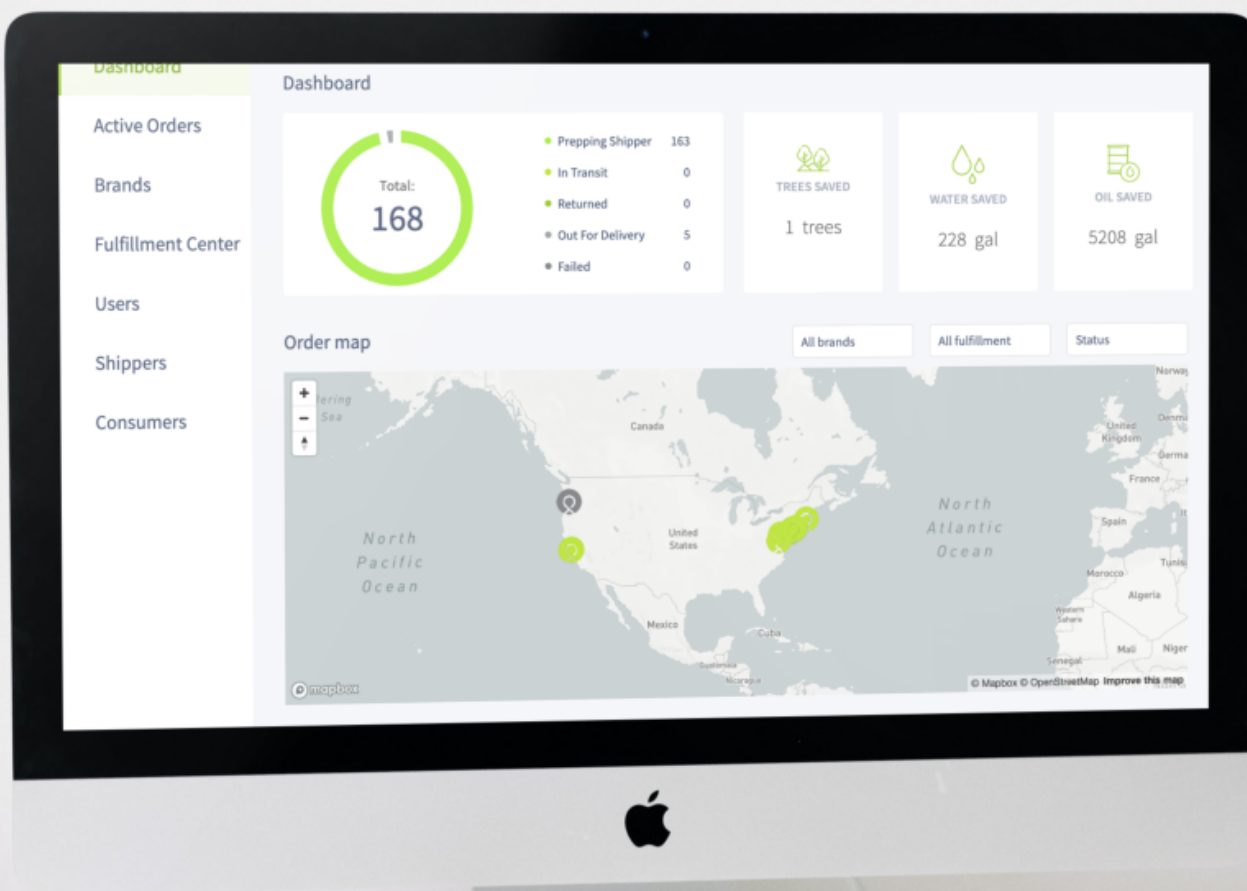 Dashboard
Active Orders
Brands
Fulfillment Center
Users
Shippers
Consumers
Dashboard
Total:
168
Prepping Shipper 163
In Transit 0
Returned 0
Out For Delivery 5
Failed 0
TREES SAVED
1 trees
WATER SAVED
228 gal
OIL SAVED
5208 gal
Order map
All brands
All fulfillment
Status
+
−
Sea
Canada
North
Pacific
Ocean
United
States
Mexico
Cuba
Guatemala
Nicaragua
North
Atlantic
Ocean
Norway
United
Kingdom
Denma
Germa
France
Spain
It
Morocco
Tunis
Algeria
Western
Sahara
Mali
Niger
Senegal
mapbox
© Mapbox © OpenStreetMap Improve this map